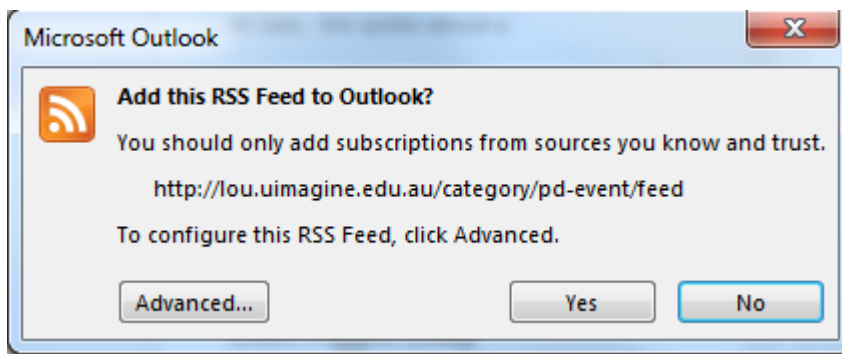 Microsoft Outlook
Add this RSS Feed to Outlook?
You should only add subscriptions from sources you know and trust.
http://lou.uimagine.edu.au/category/pd-event/feed
To configure this RSS Feed, click Advanced.
Advanced... Yes No